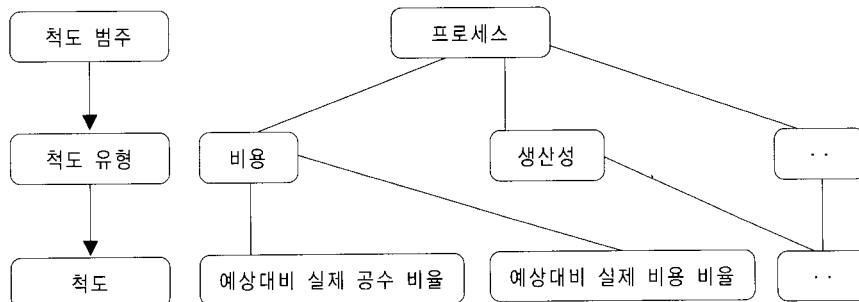 척도 범주
프로세스
척도 유형
비용
생산성
··
척도
예상대비 실제 공수 비율
예상대비 실제 비용 비율
··